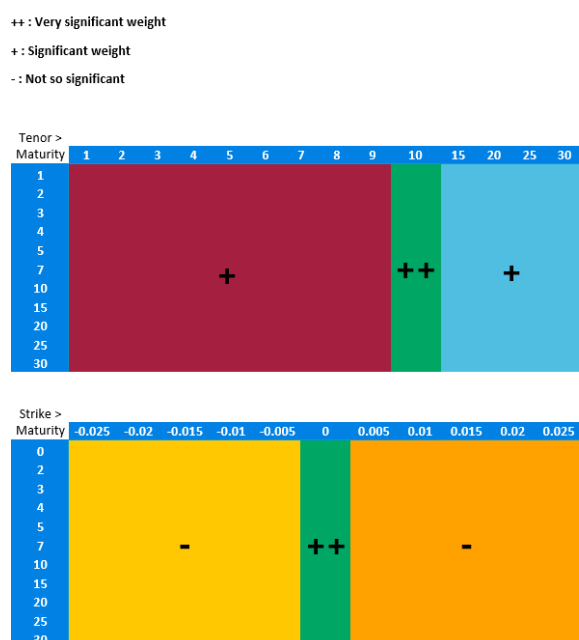 ++ : Very significant weight
+ : Significant weight
- : Not so significant
Tenor >
Maturity 1 2 3 4 5 6 7 8 9 10 15 20 25 30
1
2
3
4
5
7
10
15
20
25
30
+ ++ +
Strike >
Maturity -0.025 -0.02 -0.015 -0.01 -0.005 0 0.005 0.01 0.015 0.02 0.025
0
2
3
4
5
7
10
15
20
25
30
- ++ -